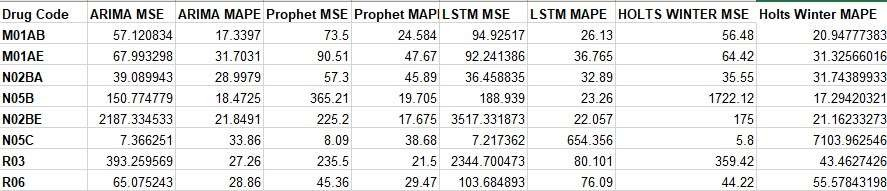 Drug Code ARIMA MSE ARIMA MAPE Prophet MSE Prophet MAPI LSTM MSE LSTM MAPE HOLTS WINTER MSE Holts Winter MAPE
M01AB 57.120834 17.3397 73.5 24.584 94.92517 26.13 56.48 20.94777383
M01AE 67.993298 31.7031 90.51 47.67 92.241386 36.765 64.42 31.32566016
N02BA 39.089943 28.9979 57.3 45.89 36.458835 32.89 35.55 31.74389933
N05B 150.774779 18.4725 365.21 19.705 188.939 23.26 1722.12 17.29420321
N02BE 2187.334533 21.8491 225.2 17.675 3517.331873 22.057 175 21.16233273
N05C 7.366251 33.86 8.09 38.68 7.217362 654.356 5.8 7103.962546
R03 393.259569 27.26 235.5 21.5 2344.700473 80.101 359.42 43.4627426
R06 65.075243 28.86 45.36 29.47 103.684893 76.09 44.22 55.57843198